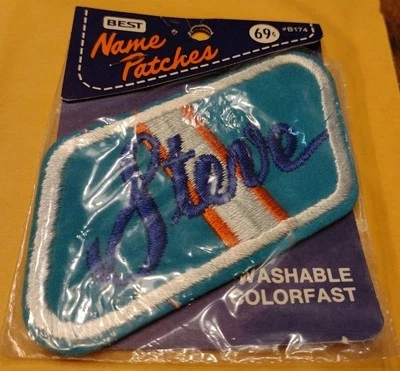 BEST
Name
Patches
69¢ #B174
Steve
WASHABLE
COLORFAST